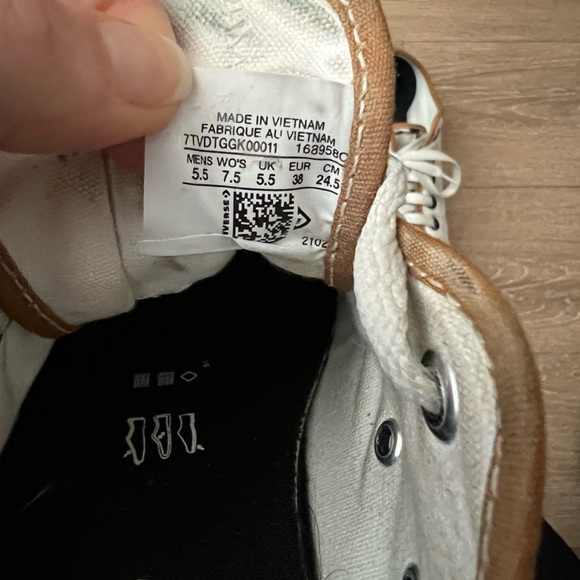 MADE IN VIETNAM
FABRIQUE AU VIETNAM
7TVDTGGK00011 168958C
MENS WO'S UK EUR CM
5.5 7.5 5.5 38 24.5
2102